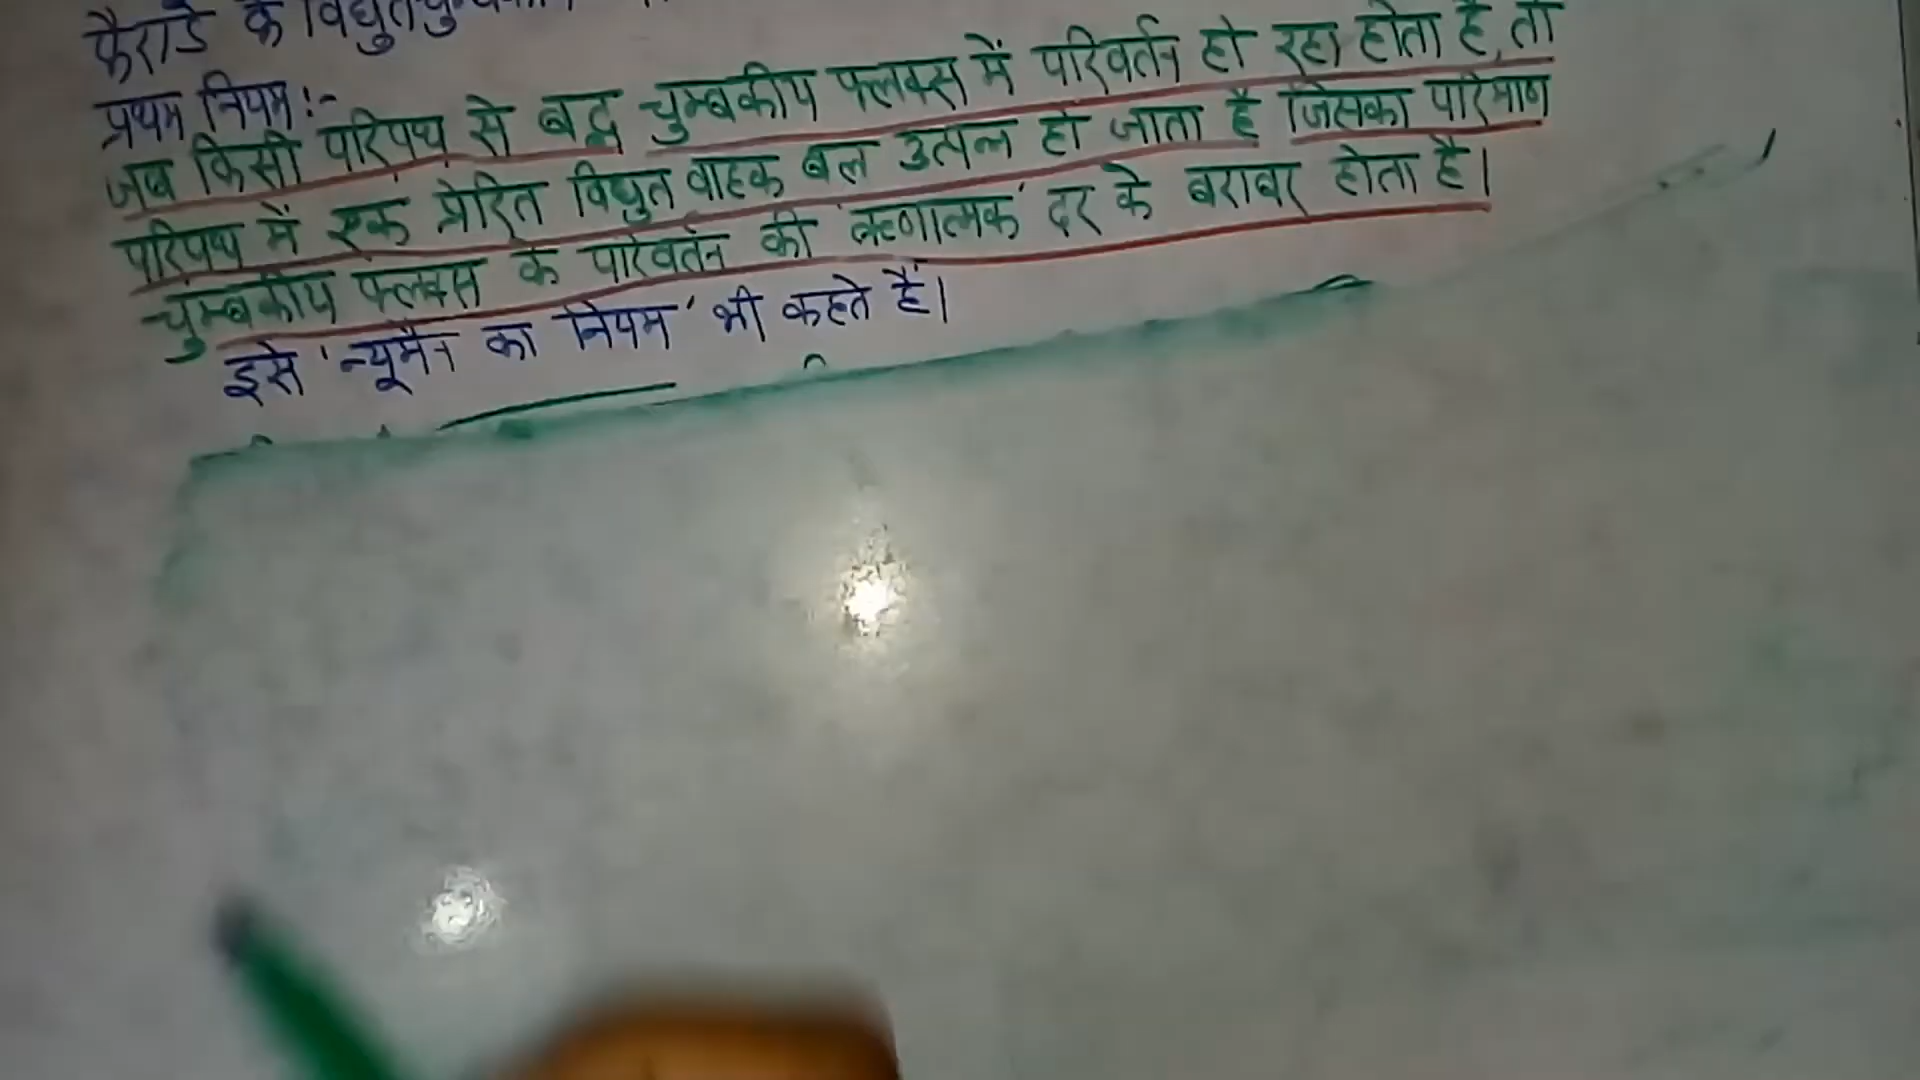 फैराडे के विद्युतचुम्बकीय
प्रथम नियम:-
जब किसी परिपथ से बद्ध चुम्बकीय फ्लक्स में परिवर्तन हो रहा होता है, तो
परिपथ में एक प्रेरित विद्युत वाहक बल उत्पन्न हो जाता है जिसका परिमाण
चुम्बकीय फ्लक्स के परिवर्तन की 'ऋणात्मक' दर के बराबर होता है।
इसे 'न्यूमैन का नियम' भी कहते हैं।